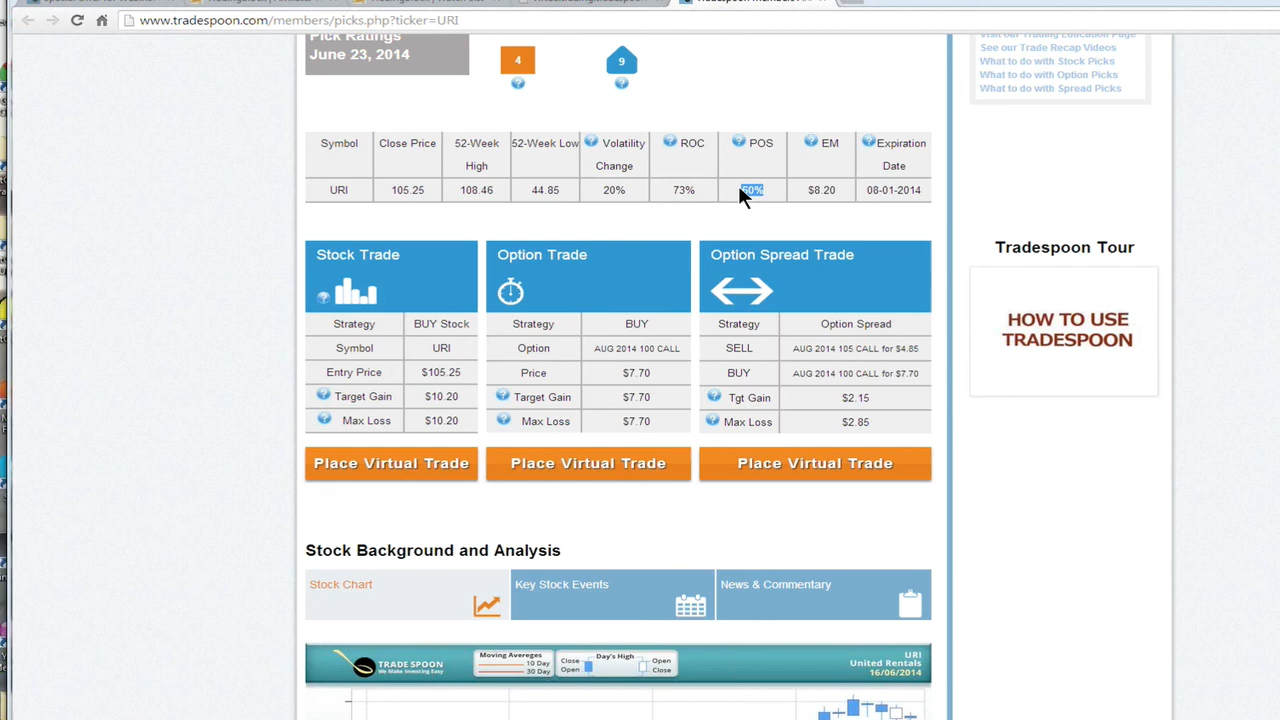 www.tradespoon.com/members/picks.php?ticker=URI
Pick Ratings
June 23, 2014
4
9
Visit our Trading Education Page
See our Trade Recap Videos
What to do with Stock Picks
What to do with Option Picks
What to do with Spread Picks
Symbol Close Price 52-Week High 52-Week Low Volatility Change ROC POS EM Expiration Date
URI 105.25 108.46 44.85 20% 73% 60% $8.20 08-01-2014
Stock Trade
Strategy BUY Stock
Symbol URI
Entry Price $105.25
Target Gain $10.20
Max Loss $10.20
Place Virtual Trade
Option Trade
Strategy BUY
Option AUG 2014 100 CALL
Price $7.70
Target Gain $7.70
Max Loss $7.70
Place Virtual Trade
Option Spread Trade
Strategy Option Spread
SELL AUG 2014 105 CALL for $4.85
BUY AUG 2014 100 CALL for $7.70
Tgt Gain $2.15
Max Loss $2.85
Place Virtual Trade
Tradespoon Tour
HOW TO USE
TRADESPOON
Stock Background and Analysis
Stock Chart
Key Stock Events
News & Commentary
TRADE SPOON
We Make Investing Easy
Moving Avereges
10 Day
30 Day
Day's High
Close Open
Open Close
URI
United Rentals
16/06/2014